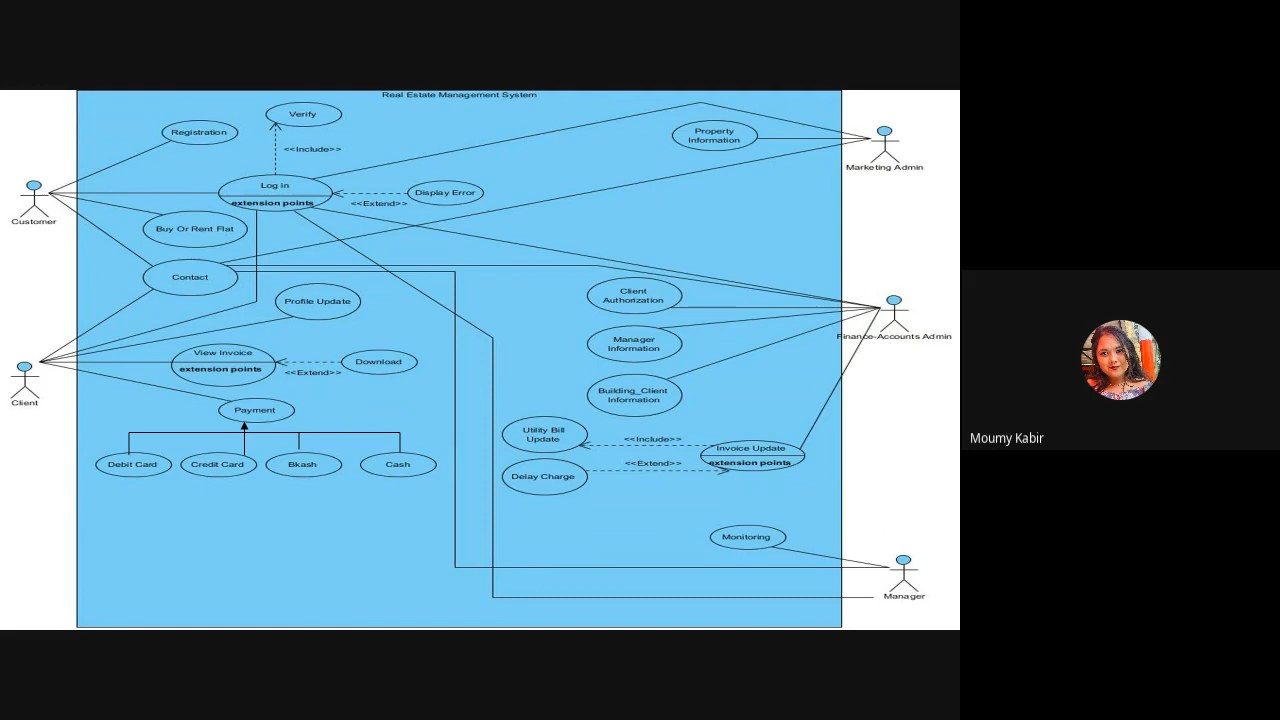 Real Estate Management System
Verify
Registration
Property
Information
<<Include>>
Marketing Admin
Log in
extension points
Display Error
<<Extend>>
Customer
Buy Or Rent Flat
Contact
Profile Update
Client
Authorization
Manager
Information
Finance-Accounts Admin
View Invoice
extension points
Download
<<Extend>>
Client
Building_Client
Information
Payment
Utility Bill
Update
<<Include>>
Invoice Update
extension points
<<Extend>>
Debit Card
Credit Card
Bkash
Cash
Delay Charge
Monitoring
Manager
Moumy Kabir